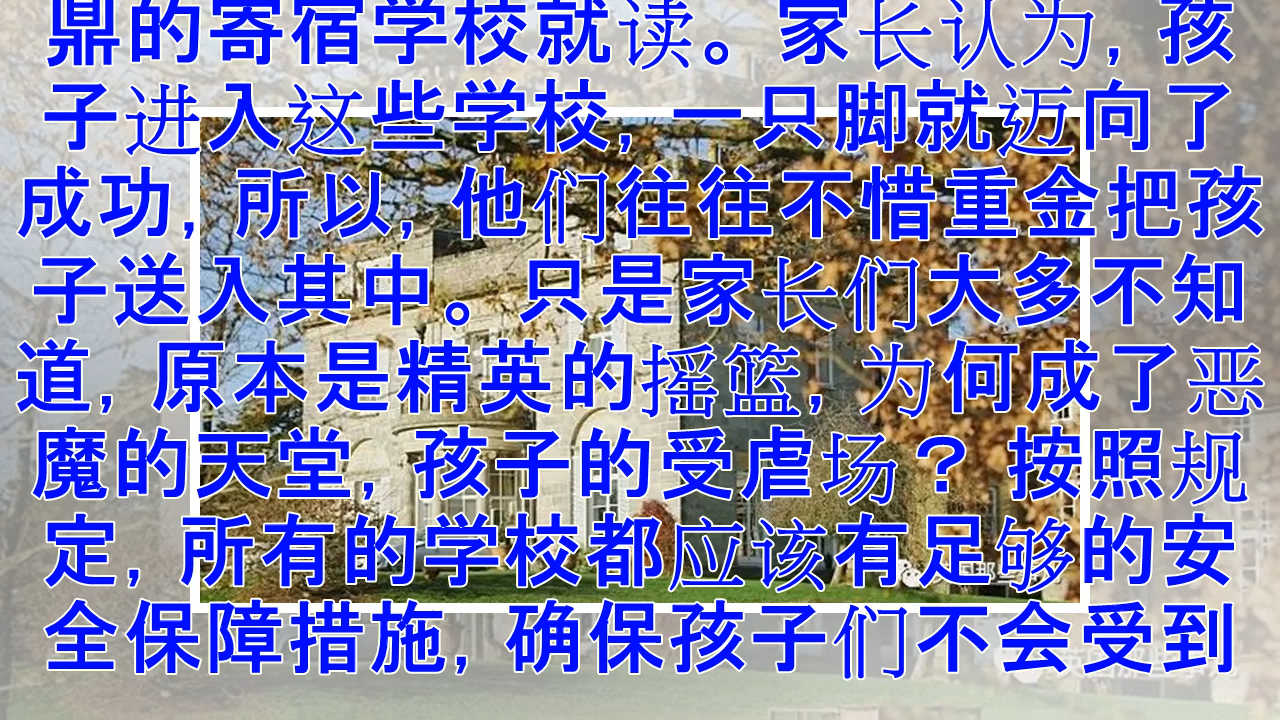 鼎的寄宿学校就读。家长认为,孩
子进入这些学校,一只脚就迈向了
成功,所以,他们往往不惜重金把孩
子送入其中。只是家长们大多不知
道,原本是精英的摇篮,为何成了恶
魔的天堂,孩子的受虐场?按照规
定,所有的学校都应该有足够的安
全保障措施,确保孩子们不会受到